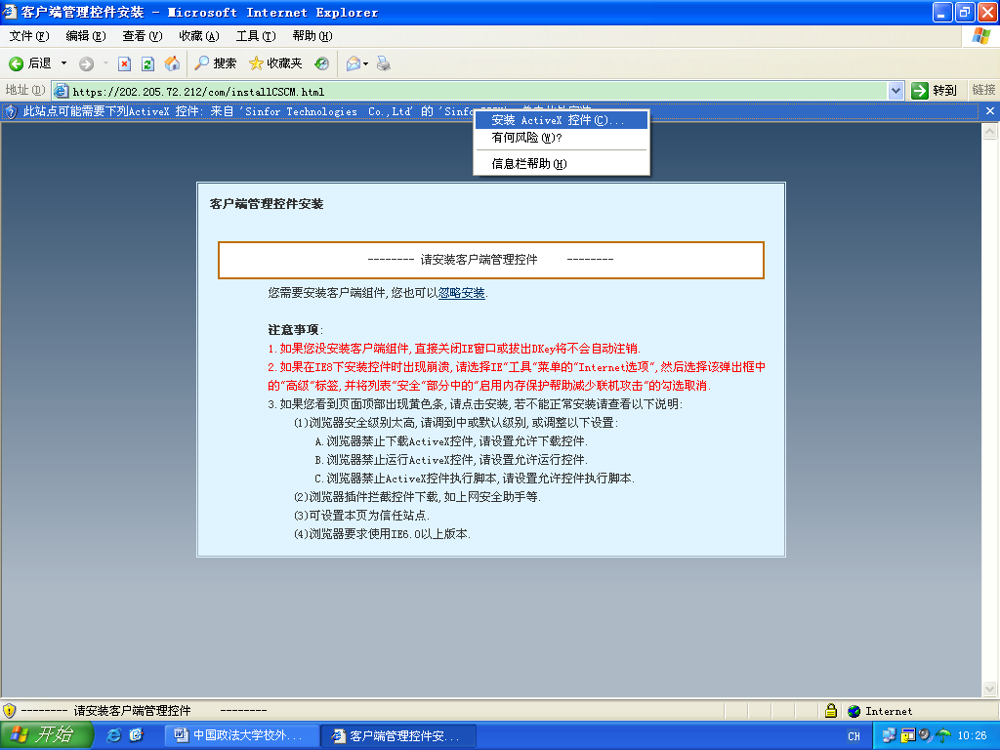 客户端管理控件安装 - Microsoft Internet Explorer
文件(F) 编辑(E) 查看(V) 收藏(A) 工具(T) 帮助(H)
后退 搜索 收藏夹
地址(D) https://202.205.72.212/com/installCSCM.html 转到 链接
此站点可能需要下列ActiveX 控件: 来自 'Sinfor Technologies Co.,Ltd' 的 'Sinfo
安装 ActiveX 控件(C)...
有何风险(W)?
信息栏帮助(H)
客户端管理控件安装
-------- 请安装客户端管理控件 --------
您需要安装客户端组件,您也可以忽略安装.
注意事项:
1.如果您没安装客户端组件,直接关闭IE窗口或拔出DKey将不会自动注销.
2.如果在IE8下安装控件时出现崩溃,请选择IE"工具"菜单的"Internet选项",然后选择该弹出框中
的"高级"标签,并将列表"安全"部分中的"启用内存保护帮助减少联机攻击"的勾选取消.
3.如果您看到页面顶部出现黄色条,请点击安装,若不能正常安装请查看以下说明:
(1)浏览器安全级别太高,请调到中或默认级别,或调整以下设置:
A.浏览器禁止下载ActiveX控件,请设置允许下载控件.
B.浏览器禁止运行ActiveX控件,请设置允许运行控件.
C.浏览器禁止ActiveX控件执行脚本,请设置允许控件执行脚本.
(2)浏览器插件拦截控件下载,如上网安全助手等.
(3)可设置本页为信任站点.
(4)浏览器要求使用IE6.0以上版本.
-------- 请安装客户端管理控件 -------- Internet
开始 中国政法大学校外... 客户端管理控件安... CH 10:26